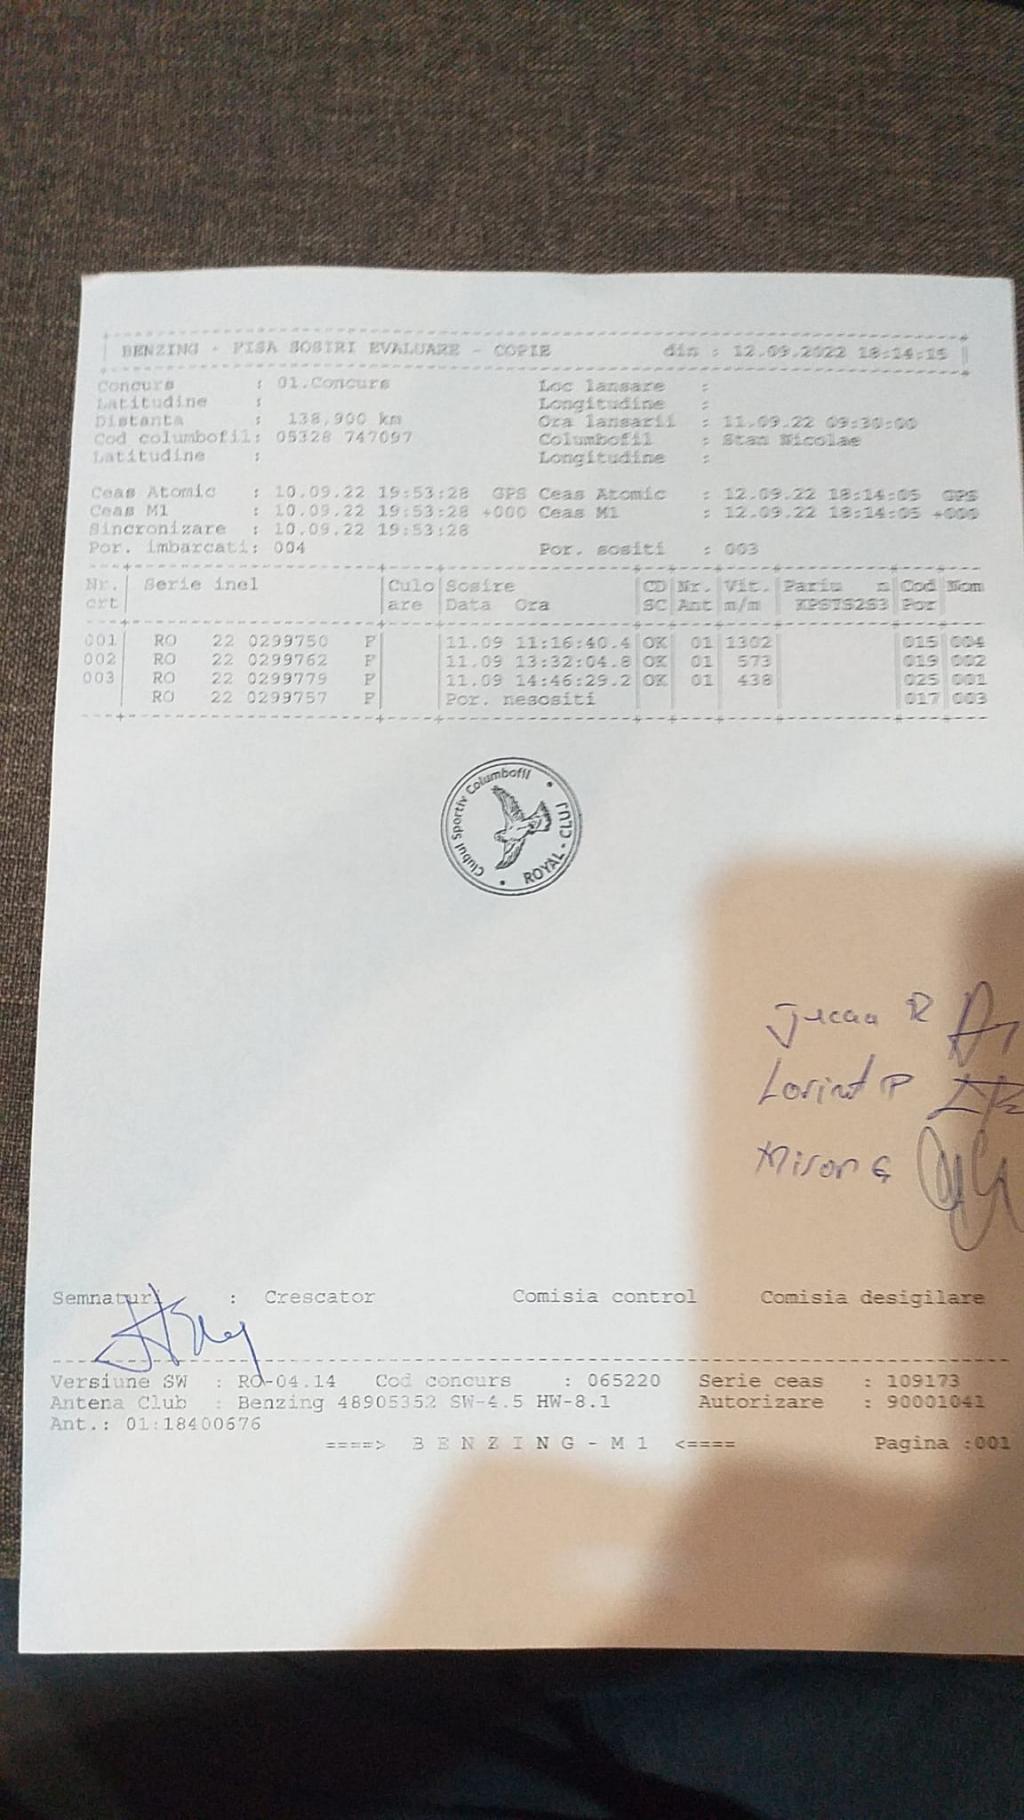 BENZING - FISA SOSIRI EVALUARE - COPIE din : 12.09.2022 18:14:15
Concurs : 01.Concurs Loc lansare :
Latitudine : Longitudine :
Distanta : 138,900 km Ora lansarii : 11.09.22 09:30:00
Cod columbofil: 05328 747097 Columbofil : Stan Nicolae
Latitudine : Longitudine :
Ceas Atomic : 10.09.22 19:53:28 GPS Ceas Atomic : 12.09.22 18:14:05 GPS
Ceas M1 : 10.09.22 19:53:28 +000 Ceas M1 : 12.09.22 18:14:05 +000
Sincronizare : 10.09.22 19:53:28
Por. imbarcati: 004 Por. sositi : 003
Nr. Serie inel Culo Sosire CD Nr. Vit. Pariu Cod Nom
crt are Data Ora SC Ant m/m KPSTS2S3 Por
001 RO 22 0299750 F 11.09 11:16:40.4 OK 01 1302 015 004
002 RO 22 0299762 F 11.09 13:32:04.8 OK 01 573 019 002
003 RO 22 0299779 F 11.09 14:46:29.2 OK 01 438 025 001
RO 22 0299757 F Por. nesositi 017 003
Clubul Sportiv Columbofil • ROYAL - CLUJ •
Lorint P
Miron G
Semnaturi : Crescator Comisia control Comisia desigilare
Versiune SW : RO-04.14 Cod concurs : 065220 Serie ceas : 109173
Antena Club : Benzing 48905352 SW-4.5 HW-8.1 Autorizare : 90001041
Ant.: 01:18400676
====> B E N Z I N G - M 1 <==== Pagina :001